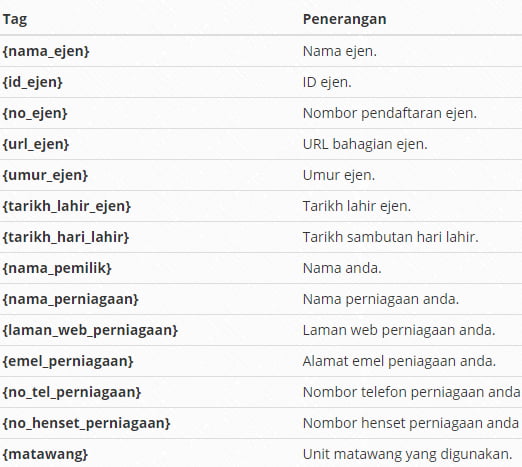 Tag Penerangan
{nama_ejen} Nama ejen.
{id_ejen} ID ejen.
{no_ejen} Nombor pendaftaran ejen.
{url_ejen} URL bahagian ejen.
{umur_ejen} Umur ejen.
{tarikh_lahir_ejen} Tarikh lahir ejen.
{tarikh_hari_lahir} Tarikh sambutan hari lahir.
{nama_pemilik} Nama anda.
{nama_perniagaan} Nama perniagaan anda.
{laman_web_perniagaan} Laman web perniagaan anda.
{emel_perniagaan} Alamat emel peniagaan anda.
{no_tel_perniagaan} Nombor telefon perniagaan anda
{no_henset_perniagaan} Nombor henset perniagaan anda
{matawang} Unit matawang yang digunakan.